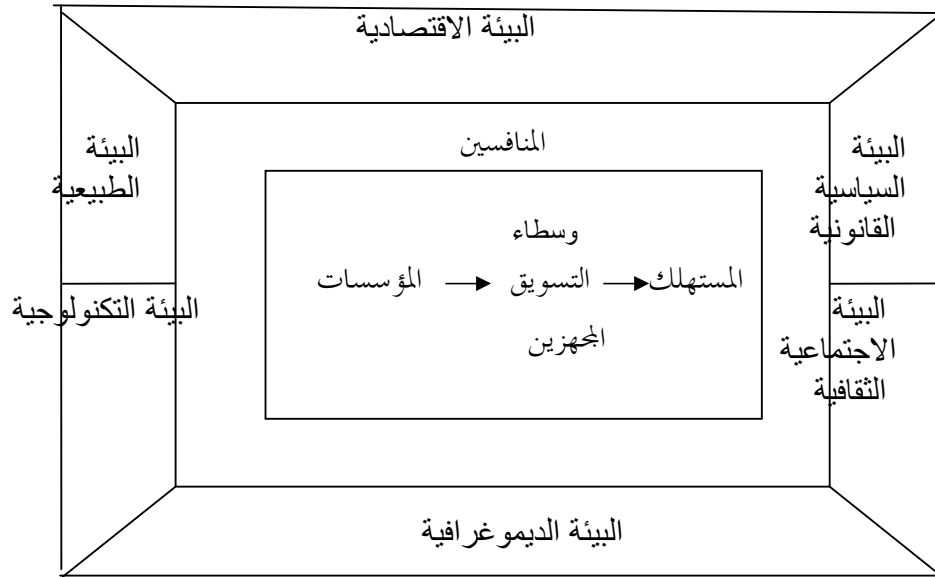 البيئة الاقتصادية
المنافسين
البيئة
السياسية
القانونية
البيئة
الطبيعية
وسطاء
المؤسسات التسويق المستهلك
المجهزين
البيئة
الاجتماعية
الثقافية
البيئة التكنولوجية
البيئة الديموغرافية